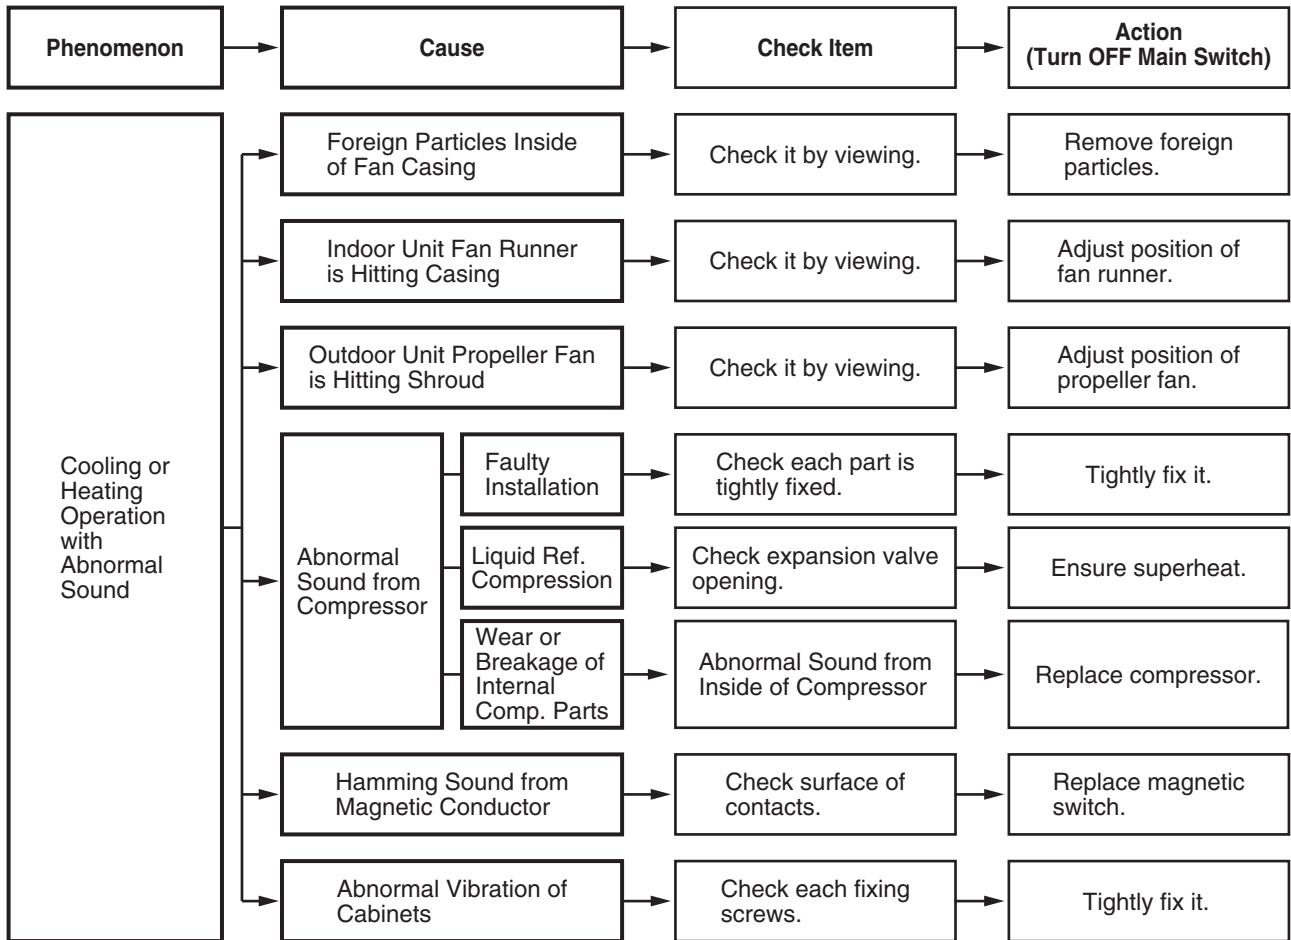 Phenomenon
Cause
Check Item
Action
(Turn OFF Main Switch)
Cooling or
Heating
Operation
with
Abnormal
Sound
Foreign Particles Inside
of Fan Casing
Check it by viewing.
Remove foreign
particles.
Indoor Unit Fan Runner
is Hitting Casing
Check it by viewing.
Adjust position of
fan runner.
Outdoor Unit Propeller Fan
is Hitting Shroud
Check it by viewing.
Adjust position of
propeller fan.
Abnormal
Sound from
Compressor
Faulty
Installation
Check each part is
tightly fixed.
Tightly fix it.
Liquid Ref.
Compression
Check expansion valve
opening.
Ensure superheat.
Wear or
Breakage of
Internal
Comp. Parts
Abnormal Sound from
Inside of Compressor
Replace compressor.
Hamming Sound from
Magnetic Conductor
Check surface of
contacts.
Replace magnetic
switch.
Abnormal Vibration of
Cabinets
Check each fixing
screws.
Tightly fix it.